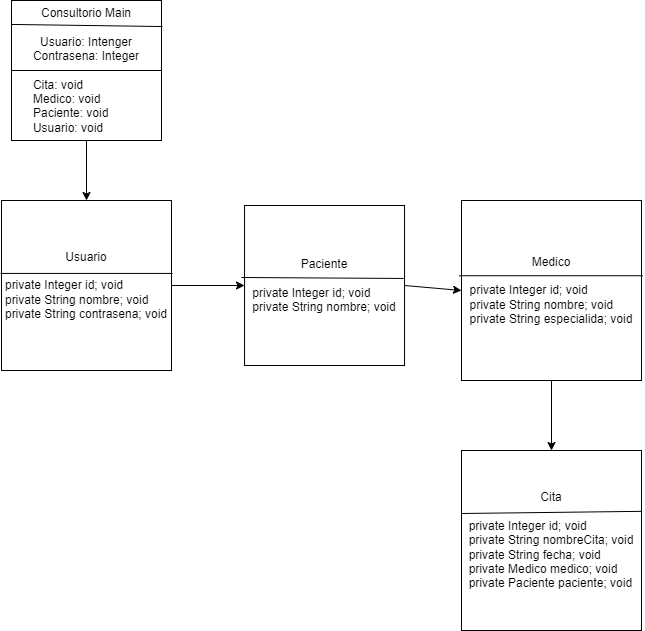 Consultorio Main
Usuario: Intenger
Contrasena: Integer
Cita: void
Medico: void
Paciente: void
Usuario: void
Usuario
private Integer id; void
private String nombre; void
private String contrasena; void
Paciente
private Integer id; void
private String nombre; void
Medico
private Integer id; void
private String nombre; void
private String especialida; void
Cita
private Integer id; void
private String nombreCita; void
private String fecha; void
private Medico medico; void
private Paciente paciente; void